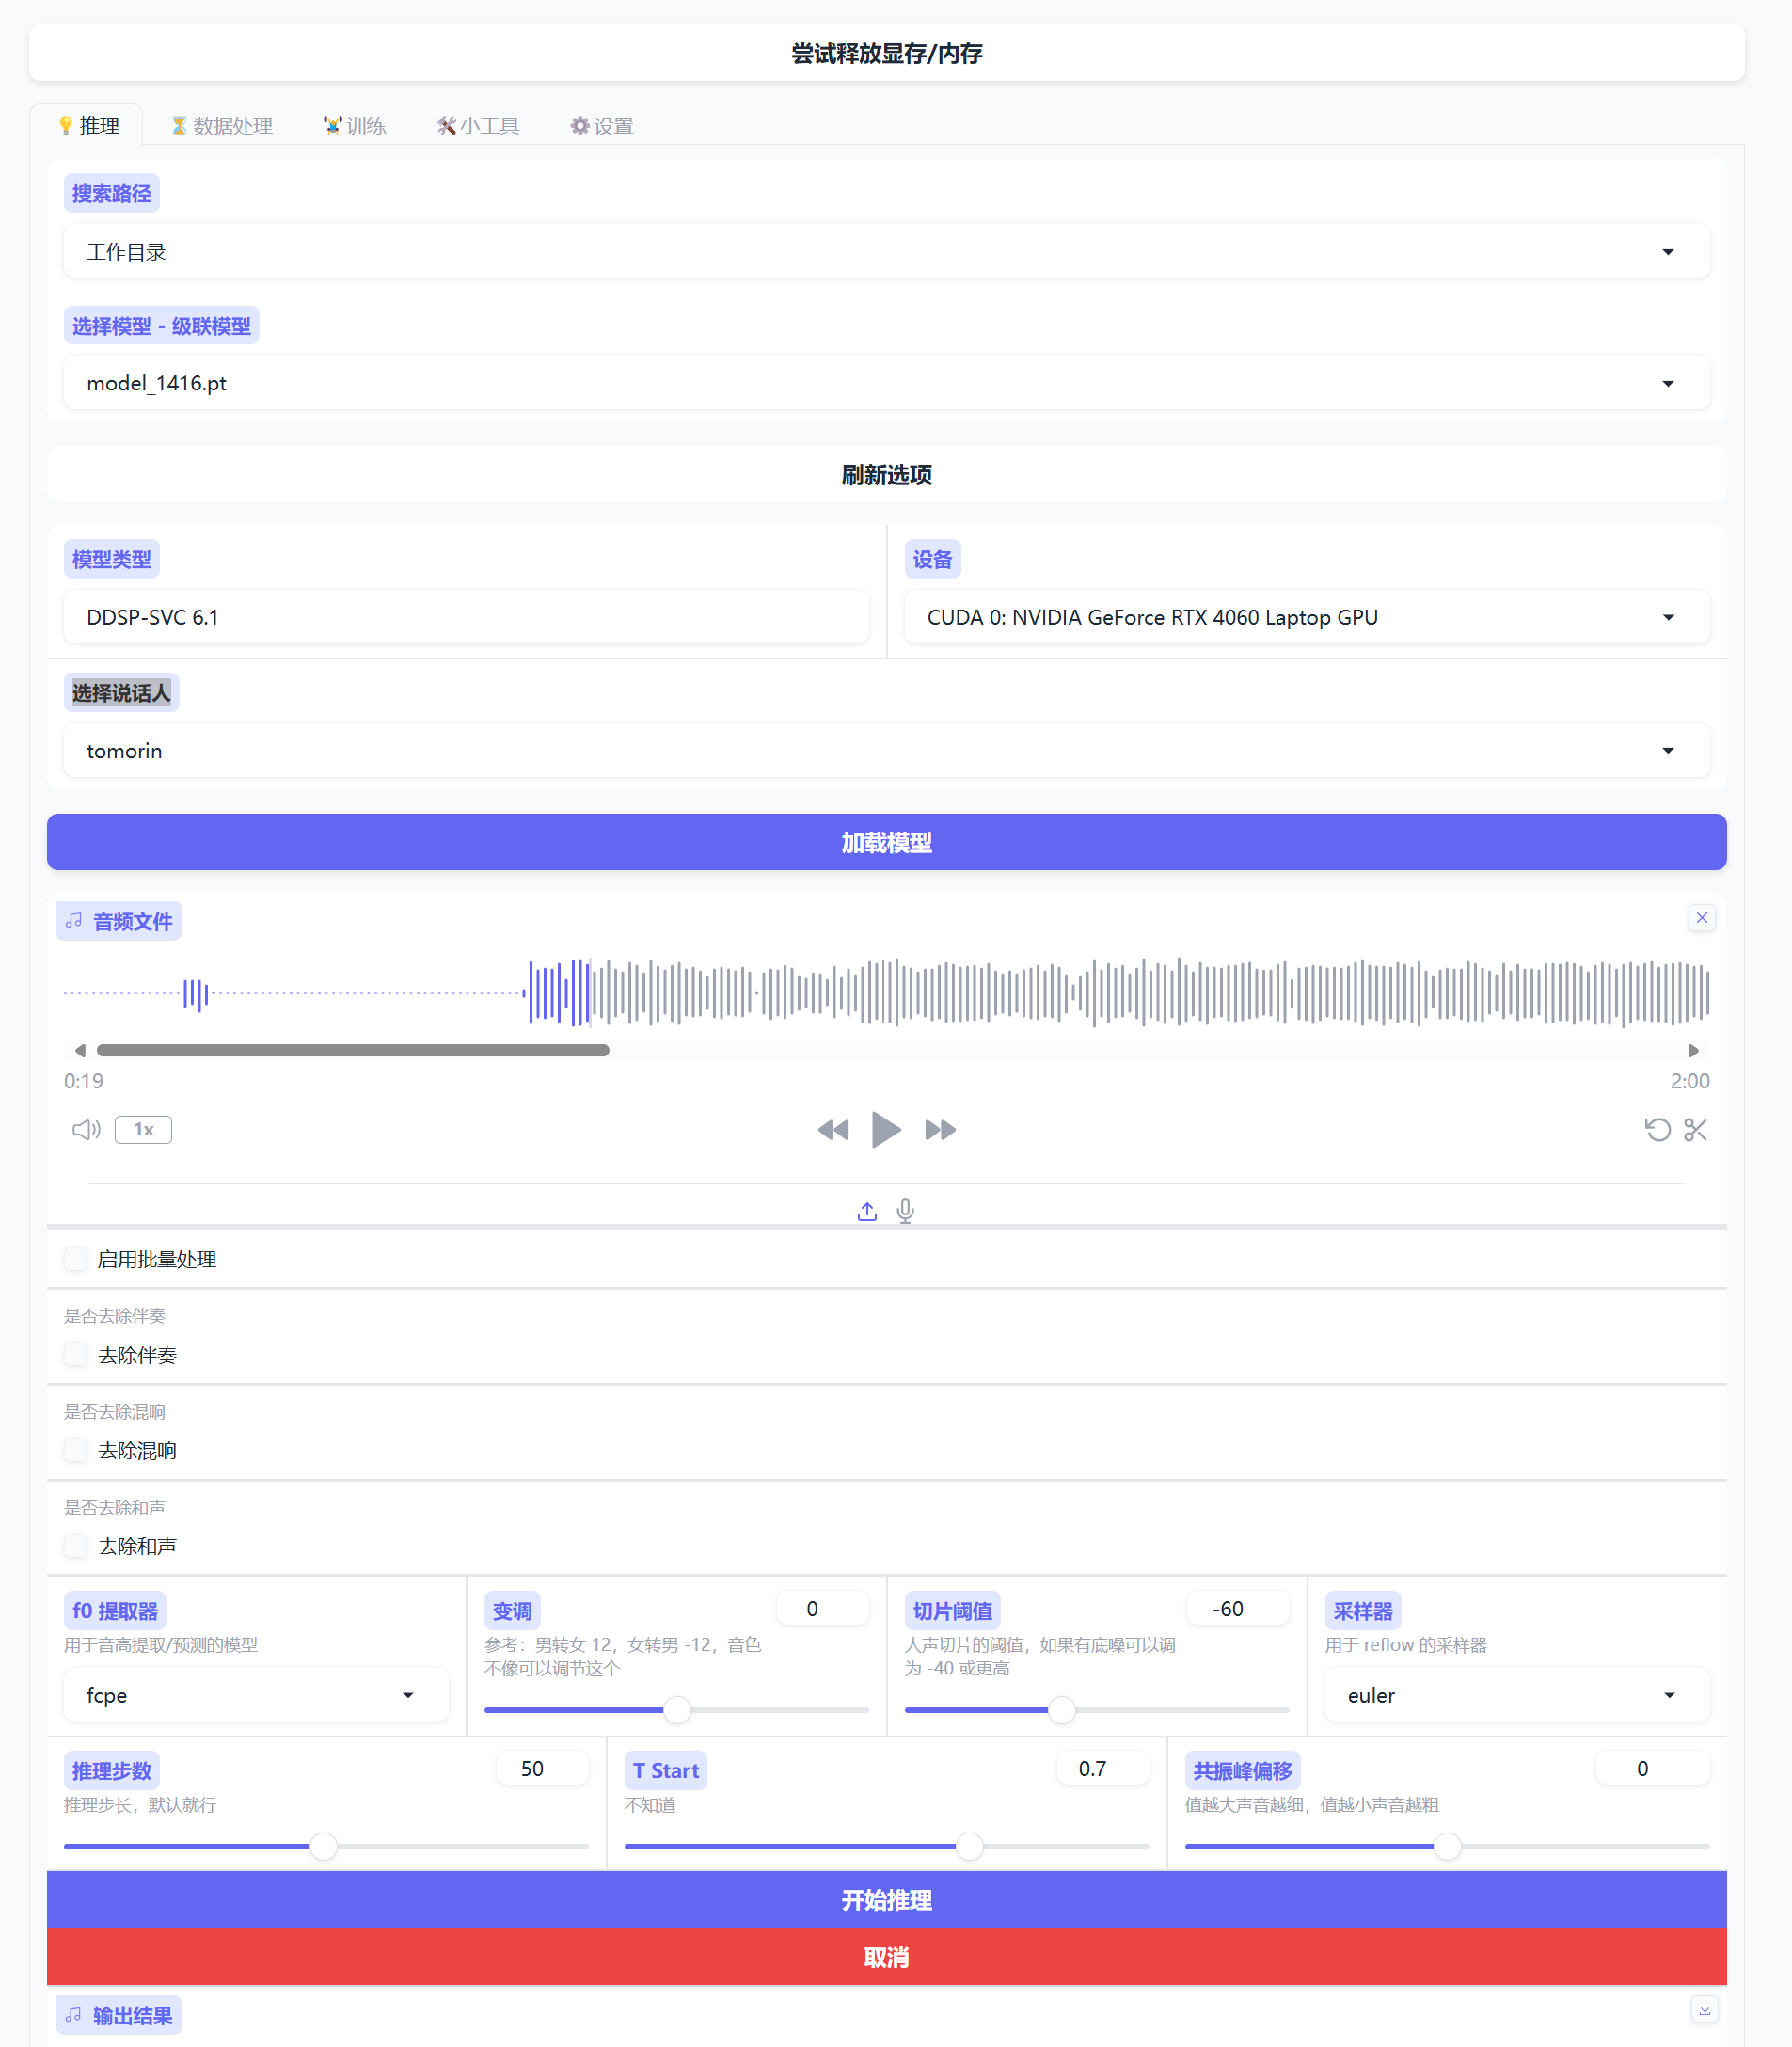 尝试释放显存/内存
💡推理 ⏳数据处理 🏋️训练 🛠️小工具 ⚙️设置
搜索路径
工作目录
选择模型 - 级联模型
model_1416.pt
刷新选项
模型类型 设备
DDSP-SVC 6.1 CUDA 0: NVIDIA GeForce RTX 4060 Laptop GPU
选择说话人
tomorin
加载模型
音频文件
0:19 2:00
1x
启用批量处理
是否去除伴奏
去除伴奏
是否去除混响
去除混响
是否去除和声
去除和声
f0 提取器
用于音高提取/预测的模型
fcpe
变调 0
参考：男转女 12，女转男 -12，音色
不像可以调节这个
切片阈值 -60
人声切片的阈值，如果有底噪可以调
为 -40 或更高
采样器
用于 reflow 的采样器
euler
推理步数 50
推理步长，默认就行
T Start 0.7
不知道
共振峰偏移 0
值越大声音越细，值越小声音越粗
开始推理
取消
输出结果